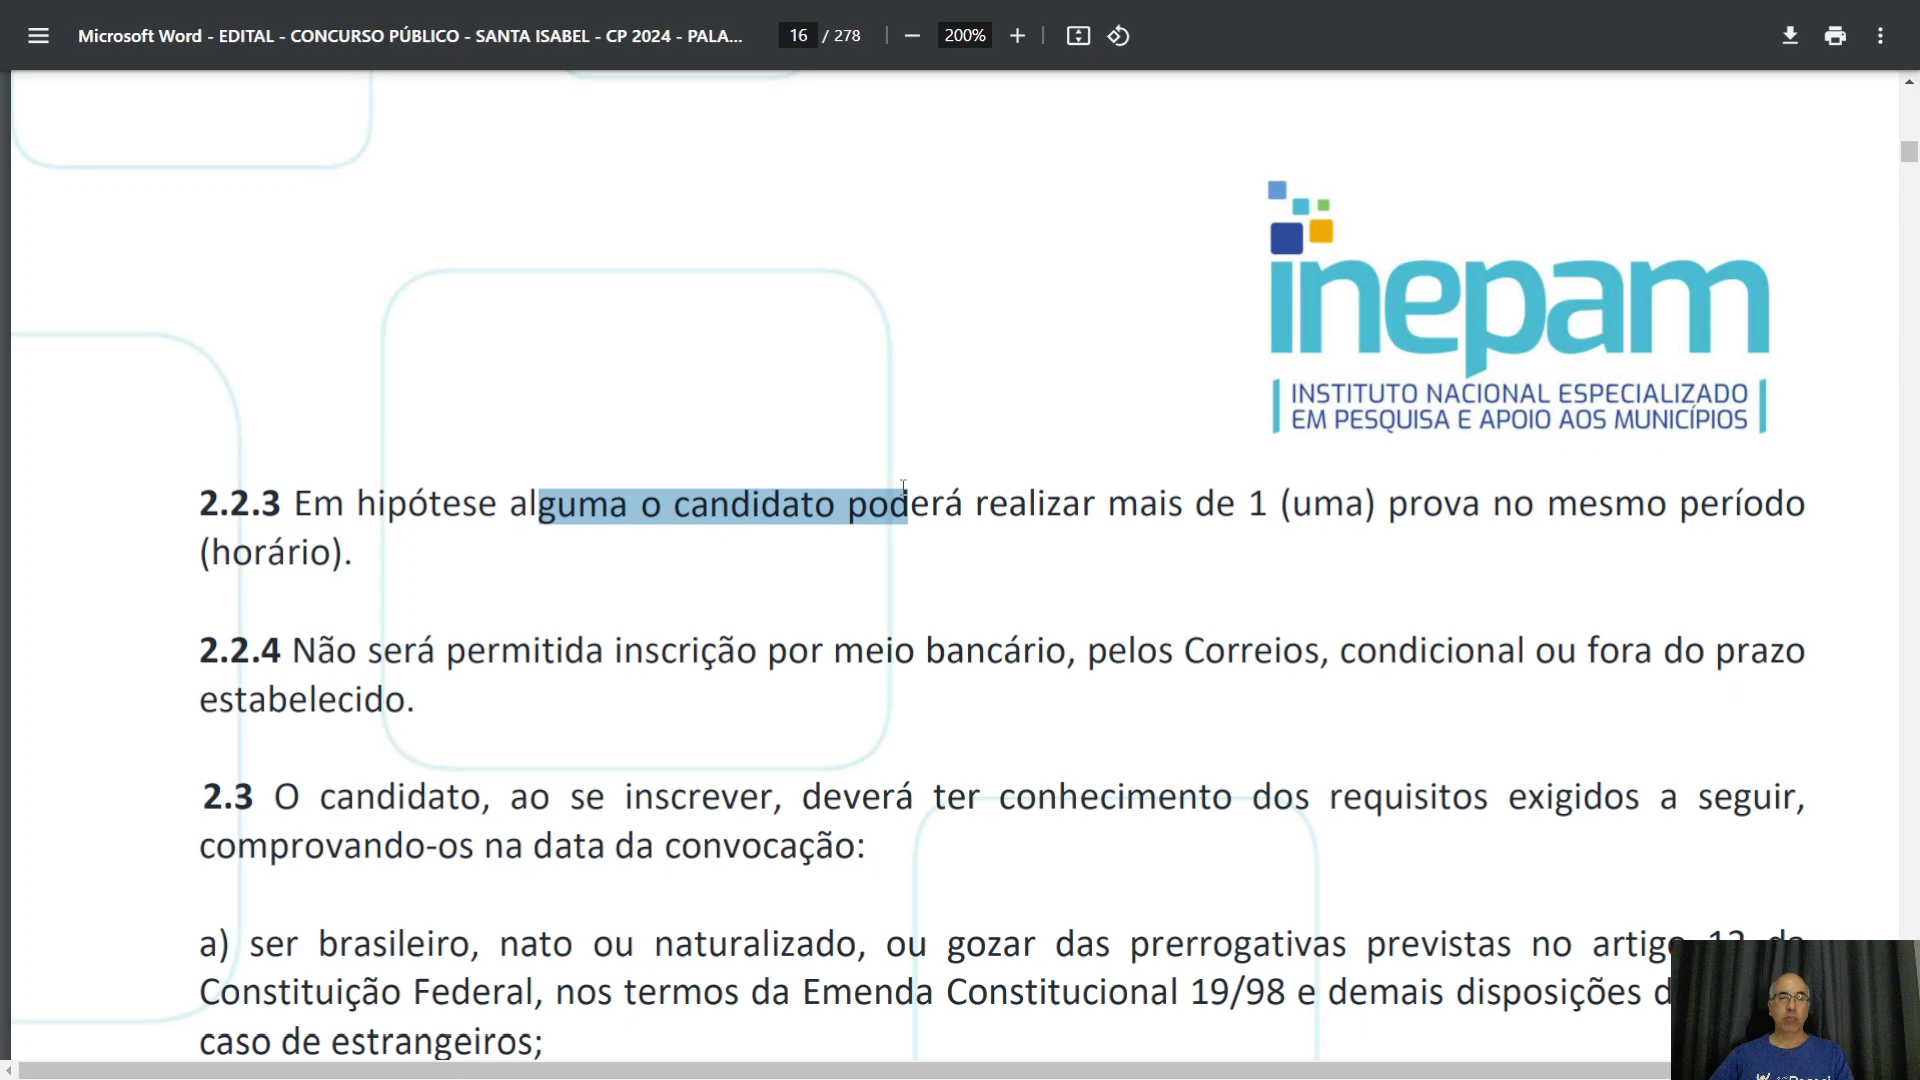 Microsoft Word - EDITAL - CONCURSO PÚBLICO - SANTA ISABEL - CP 2024 - PALA...
16 / 278
200%
inepam
INSTITUTO NACIONAL ESPECIALIZADO
EM PESQUISA E APOIO AOS MUNICÍPIOS
2.2.3 Em hipótese alguma o candidato poderá realizar mais de 1 (uma) prova no mesmo período
(horário).
2.2.4 Não será permitida inscrição por meio bancário, pelos Correios, condicional ou fora do prazo
estabelecido.
2.3 O candidato, ao se inscrever, deverá ter conhecimento dos requisitos exigidos a seguir,
comprovando-os na data da convocação:
a) ser brasileiro, nato ou naturalizado, ou gozar das prerrogativas previstas no artigo 12 da
Constituição Federal, nos termos da Emenda Constitucional 19/98 e demais disposições
caso de estrangeiros;